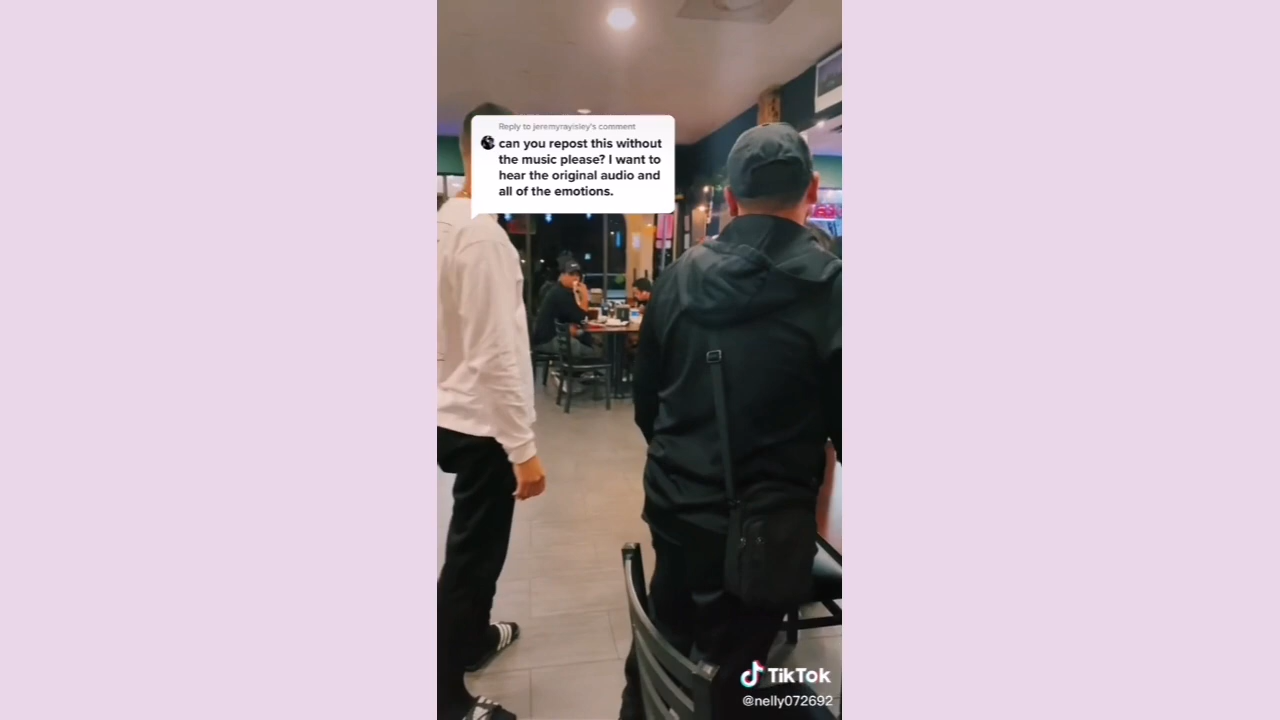 Reply to jeremyrayisley's comment
can you repost this without
the music please? I want to
hear the original audio and
all of the emotions.
TikTok
@nelly072692